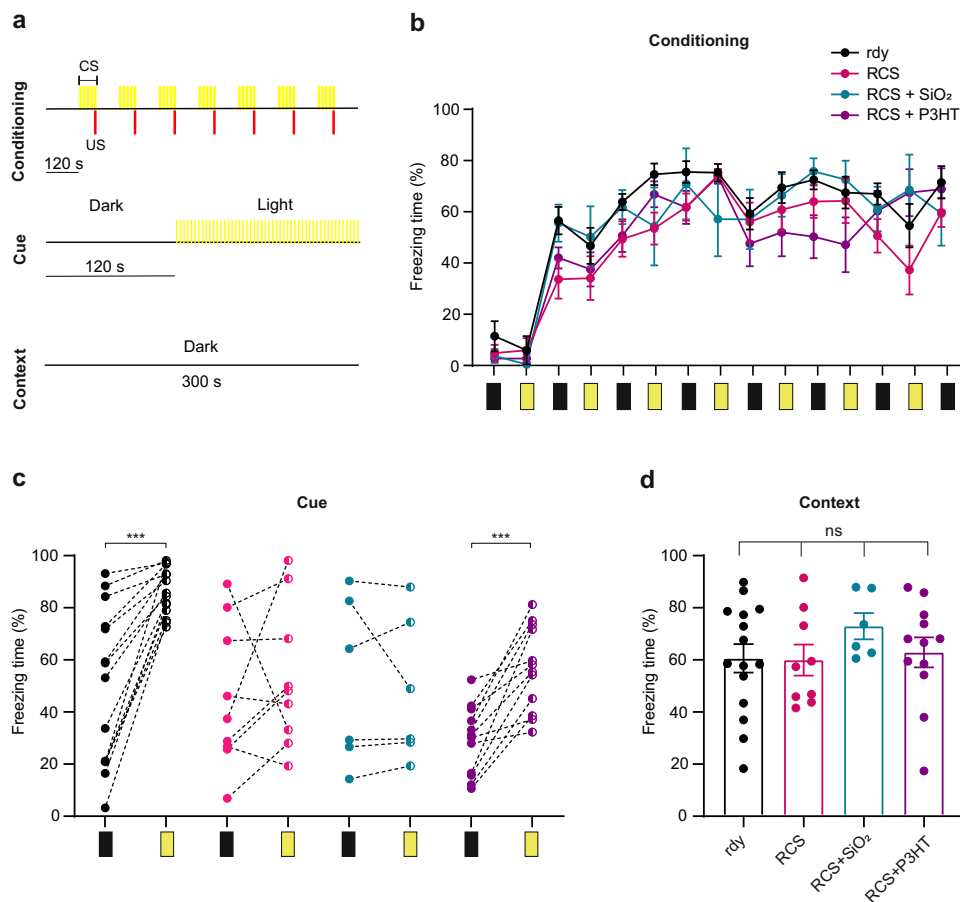 a
Conditioning
CS
US
120 s
Cue
Dark
Light
120 s
Context
Dark
300 s
b
Conditioning
rdy
RCS
RCS + SiO₂
RCS + P3HT
Freezing time (%)
100
80
60
40
20
0
c
Cue
***
***
Freezing time (%)
100
80
60
40
20
0
d
Context
ns
Freezing time (%)
100
80
60
40
20
0
rdy
RCS
RCS+SiO₂
RCS+P3HT